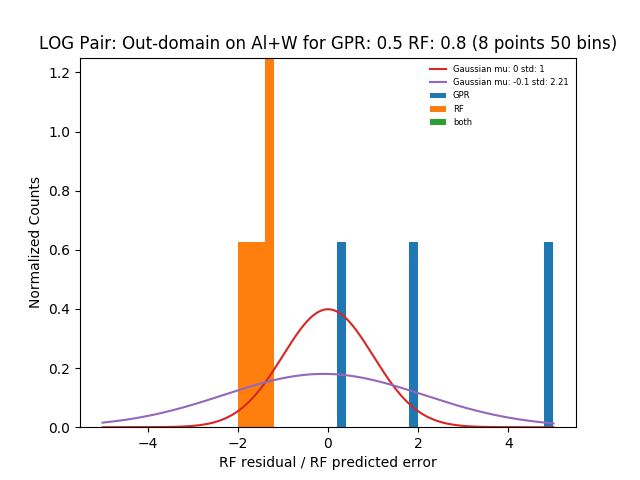 LOG Pair: Out-domain on Al+W for GPR: 0.5 RF: 0.8 (8 points 50 bins)
Gaussian mu: 0 std: 1
Gaussian mu: -0.1 std: 2.21
GPR
RF
both
1.2
1.0
0.8
0.6
0.4
0.2
0.0
Normalized Counts
−4
−2
0
2
4
RF residual / RF predicted error